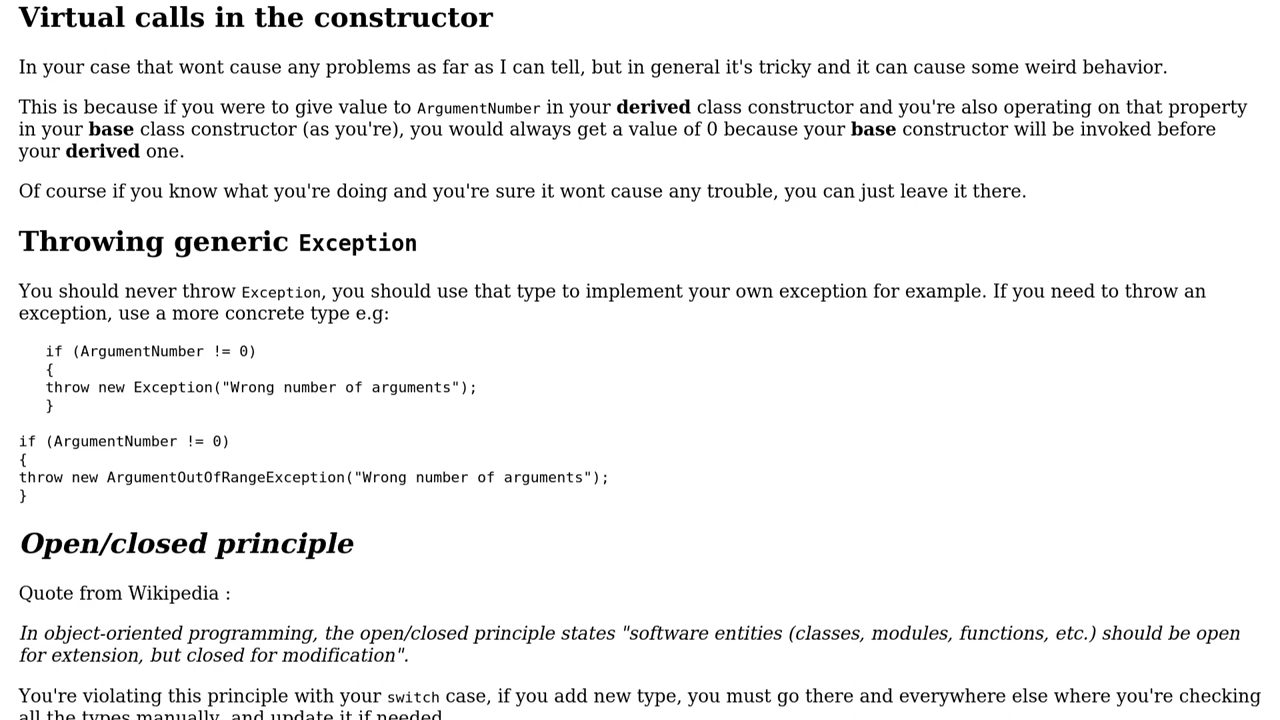 Virtual calls in the constructor
In your case that wont cause any problems as far as I can tell, but in general it's tricky and it can cause some weird behavior.
This is because if you were to give value to ArgumentNumber in your derived class constructor and you're also operating on that property
in your base class constructor (as you're), you would always get a value of 0 because your base constructor will be invoked before
your derived one.
Of course if you know what you're doing and you're sure it wont cause any trouble, you can just leave it there.
Throwing generic Exception
You should never throw Exception, you should use that type to implement your own exception for example. If you need to throw an
exception, use a more concrete type e.g:
if (ArgumentNumber != 0)
{
throw new Exception("Wrong number of arguments");
}
if (ArgumentNumber != 0)
{
throw new ArgumentOutOfRangeException("Wrong number of arguments");
}
Open/closed principle
Quote from Wikipedia :
In object-oriented programming, the open/closed principle states "software entities (classes, modules, functions, etc.) should be open
for extension, but closed for modification".
You're violating this principle with your switch case, if you add new type, you must go there and everywhere else where you're checking
all the types manually, and update it if needed